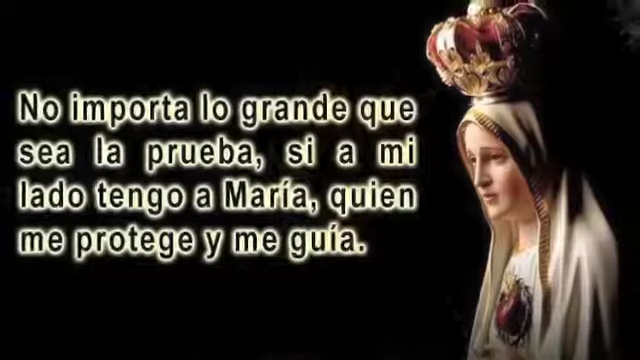 No importa lo grande que
sea la prueba, si a mi
lado tengo a María, quien
me protege y me guía.